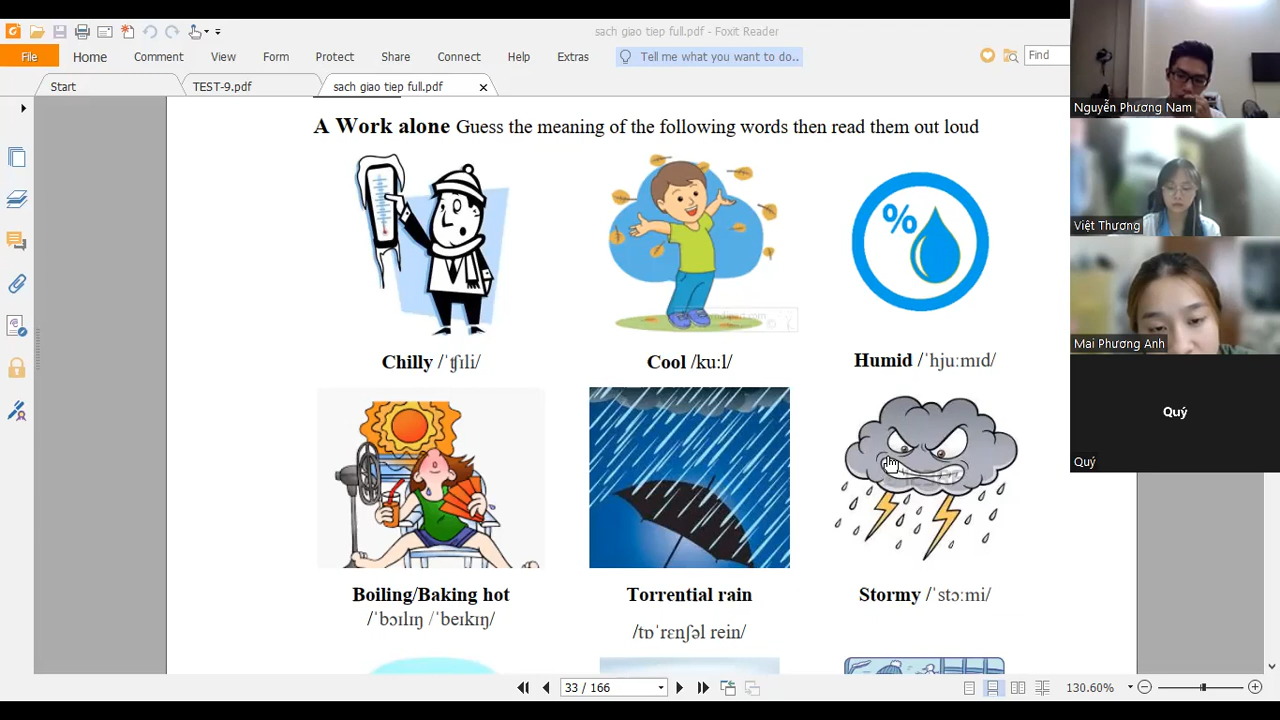 sach giao tiep full.pdf - Foxit Reader
File Home Comment View Form Protect Share Connect Help Extras Tell me what you want to do.. Find
Start TEST-9.pdf sach giao tiep full.pdf
A Work alone Guess the meaning of the following words then read them out loud
%
Chilly /ˈʧɪli/ Cool /kuːl/ Humid /ˈhjuːmɪd/
Boiling/Baking hot Torrential rain Stormy /ˈstɔːmi/
/ˈbɔɪlɪŋ /ˈbeɪkɪŋ/
/tɒˈrɛnʃəl rein/
33 / 166 130.60%
Nguyễn Phương Nam
Việt Thương
Mai Phương Anh
Quý
Quý